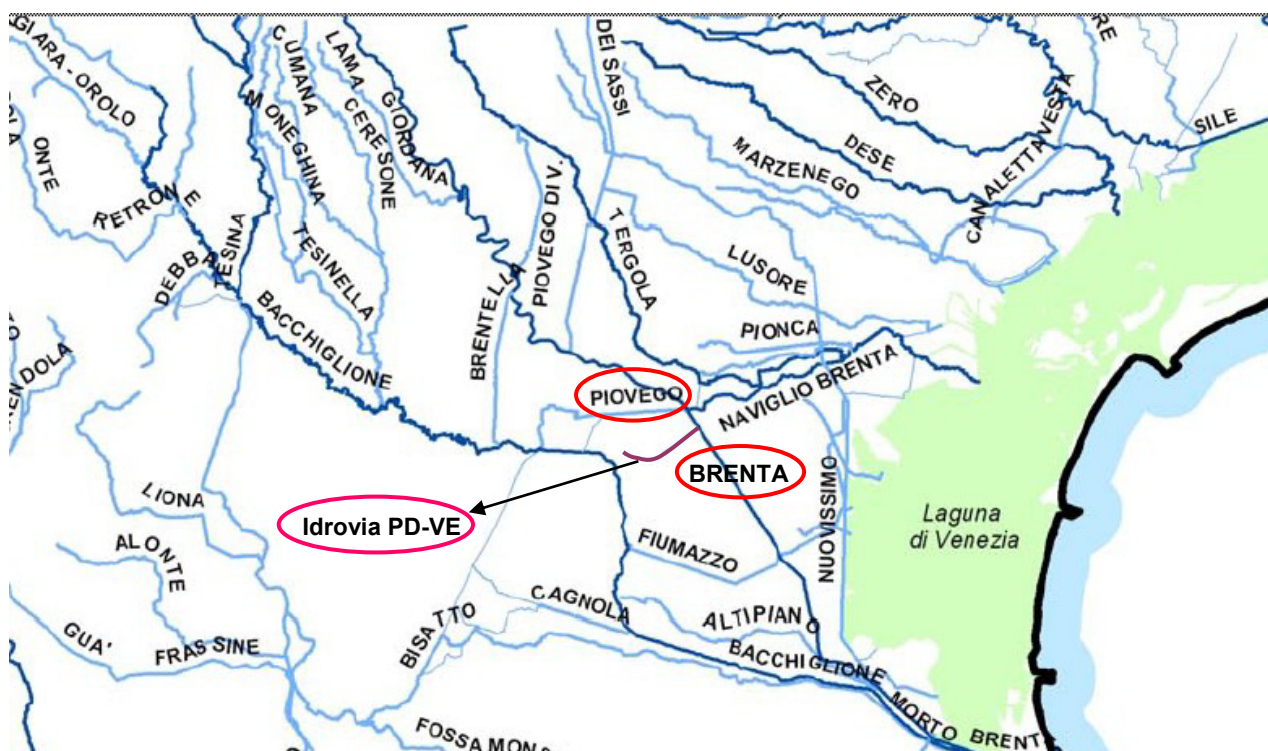 GIARA - OROLO
ONTE
RETRONE
DEBBA
TESINA
CUMANA
MONEGHINA
TESINELLA
LAMA
CERESONE
GIORDANA
BACCHIGLIONE
BRENTELLA
PIOVEGO DI V.
DEI SASSI
TERGOLA
ZERO
DESE
MARZENEGO
CANALETTA VESTA
SILE
LUSORE
PIONCA
PIOVEGO
NAVIGLIO BRENTA
BRENTA
Idrovia PD-VE
LIONA
ALONTE
GUA'
FRASSINE
BISATTO
CAGNOLA
FIUMAZZO
ALTIPIANO
NUOVISSIMO
Laguna
di Venezia
BACCHIGLIONE
MORTO BRENTA